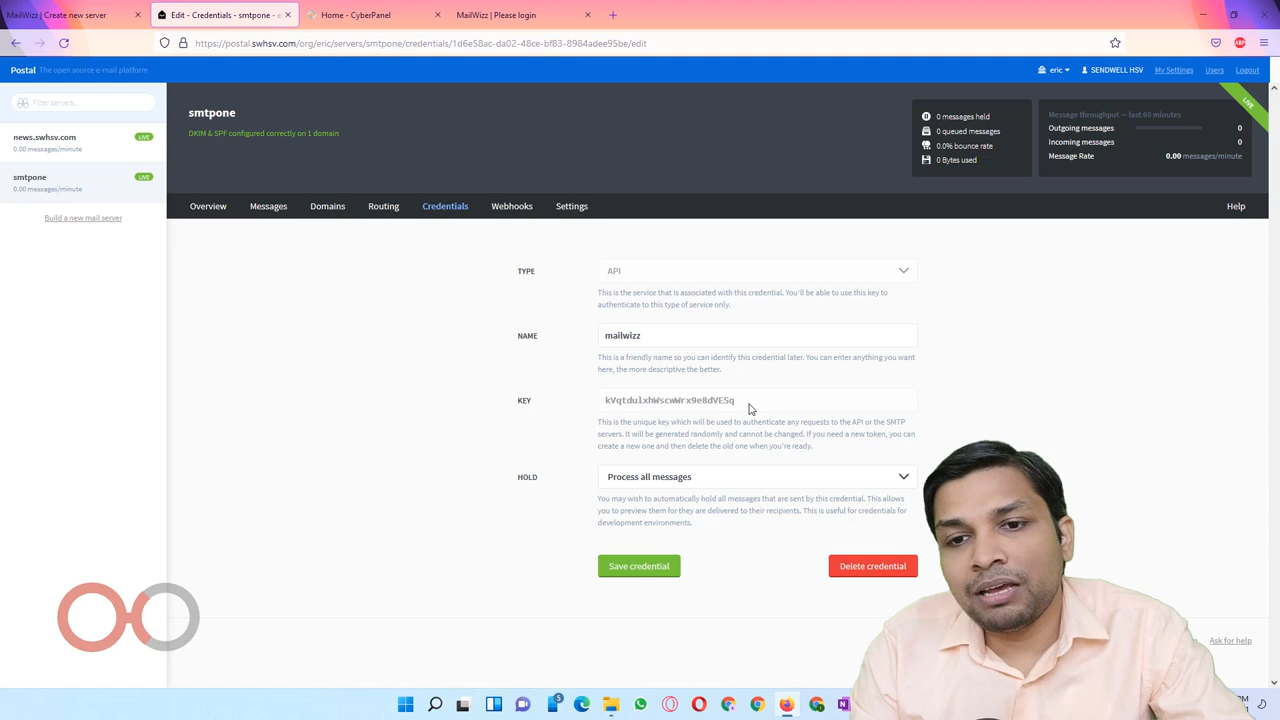 MailWizz | Create new server
Edit - Credentials - smtpone - e
Home - CyberPanel
MailWizz | Please login
https://postal.swhsv.com/org/eric/servers/smtpone/credentials/1d6e58ac-da02-48ce-bf83-8984adee95be/edit
ABP
Postal The open source e-mail platform
eric
SENDWELL HSV
My Settings
Users
Logout
Filter servers...
news.swhsv.com
LIVE
0.00 messages/minute
smtpone
LIVE
0.00 messages/minute
Build a new mail server
smtpone
DKIM & SPF configured correctly on 1 domain
0 messages held
0 queued messages
0.0% bounce rate
0 Bytes used
Message throughput — last 60 minutes
Outgoing messages 0
Incoming messages 0
Message Rate 0.00 messages/minute
LIVE
Overview
Messages
Domains
Routing
Credentials
Webhooks
Settings
Help
TYPE
API
This is the service that is associated with this credential. You'll be able to use this key to
authenticate to this type of service only.
NAME
mailwizz
This is a friendly name so you can identify this credential later. You can enter anything you want
here, the more descriptive the better.
KEY
kVqtdulxhWscwWrx9e8dVESq
This is the unique key which will be used to authenticate any requests to the API or the SMTP
servers. It will be generated randomly and cannot be changed. If you need a new token, you can
create a new one and then delete the old one when you're ready.
HOLD
Process all messages
You may wish to automatically hold all messages that are sent by this credential. This allows
you to preview them for they are delivered to their recipients. This is useful for credentials for
development environments.
Save credential
Delete credential
Ask for help
5
N
PM